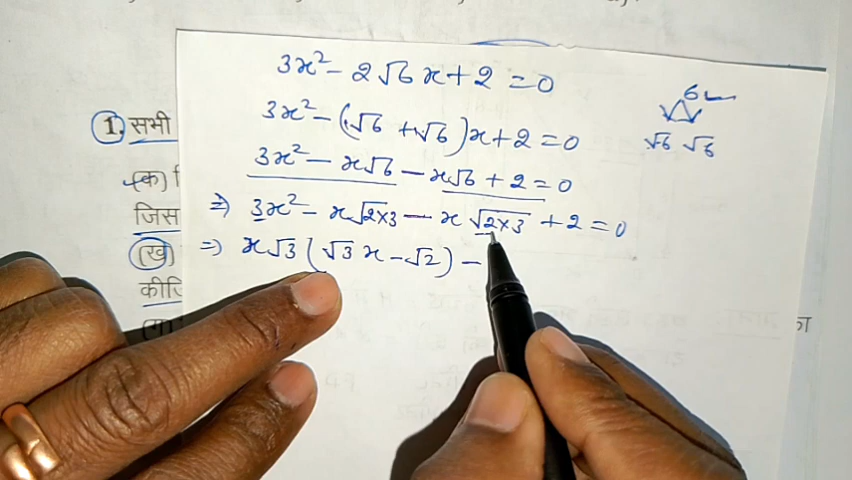 3x² - 2√6 x + 2 = 0
3x² - (√6 + √6)x + 2 = 0
6
√6 √6
3x² - x√6 - x√6 + 2 = 0
⇒ 3x² - x√2×3 - x√2×3 + 2 = 0
⇒ x√3 (√3 x - √2) -
1. सभी
(क)
जिस
(ख)